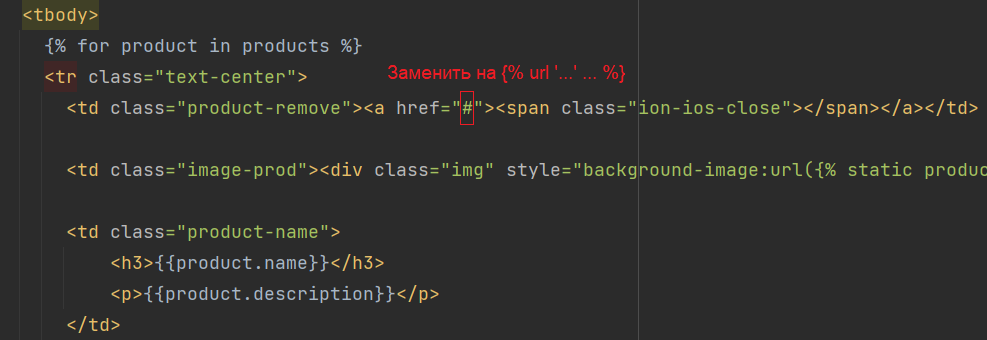 <tbody>
{% for product in products %}
<tr class="text-center">
Заменить на {% url '...' ... %}
<td class="product-remove"><a href="#"><span class="ion-ios-close"></span></a></td>
<td class="image-prod"><div class="img" style="background-image:url({% static produc
<td class="product-name">
<h3>{{product.name}}</h3>
<p>{{product.description}}</p>
</td>